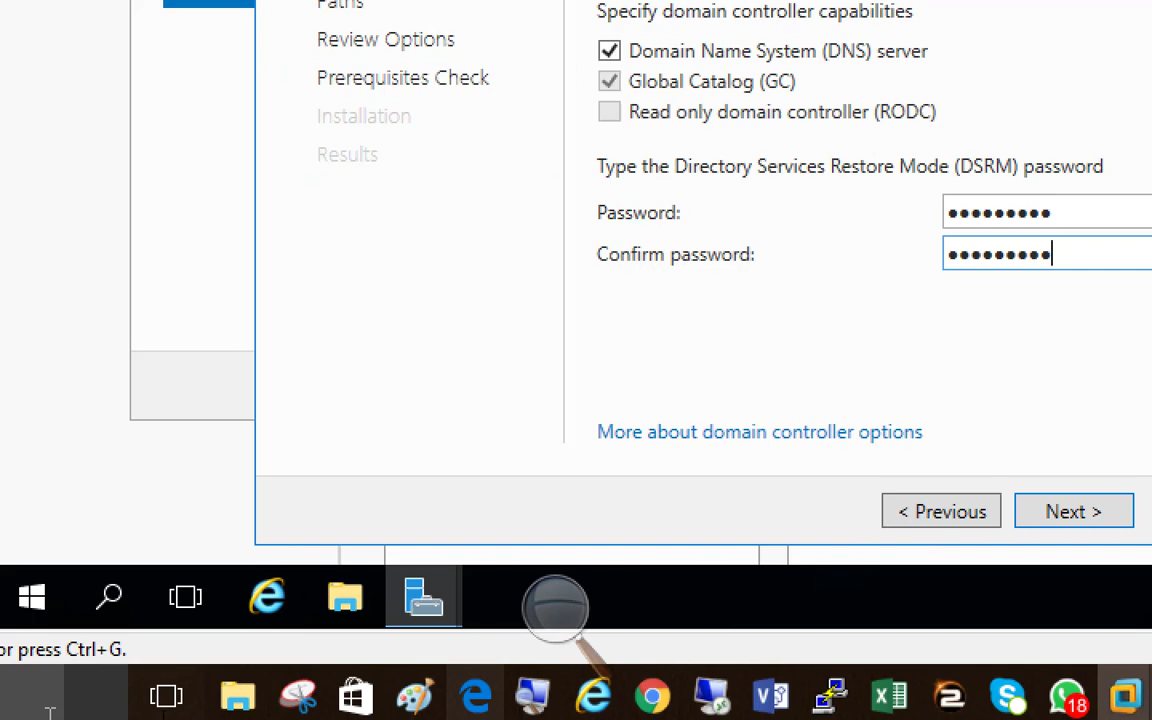 Paths
Review Options
Prerequisites Check
Installation
Results
Specify domain controller capabilities
Domain Name System (DNS) server
Global Catalog (GC)
Read only domain controller (RODC)
Type the Directory Services Restore Mode (DSRM) password
Password:
●●●●●●●●●
Confirm password:
●●●●●●●●●
More about domain controller options
< Previous
Next >
or press Ctrl+G.
18